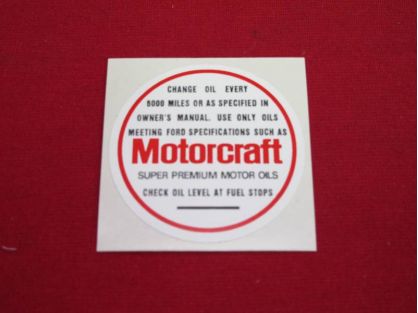 CHANGE OIL EVERY
6000 MILES OR AS SPECIFIED IN
OWNER'S MANUAL. USE ONLY OILS
MEETING FORD SPECIFICATIONS SUCH AS
Motorcraft
SUPER PREMIUM MOTOR OILS
CHECK OIL LEVEL AT FUEL STOPS